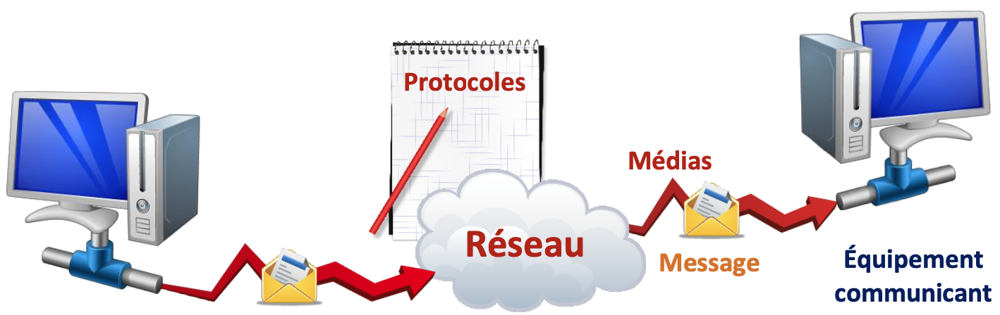 Protocoles
Médias
Réseau
Message
Équipement
communicant